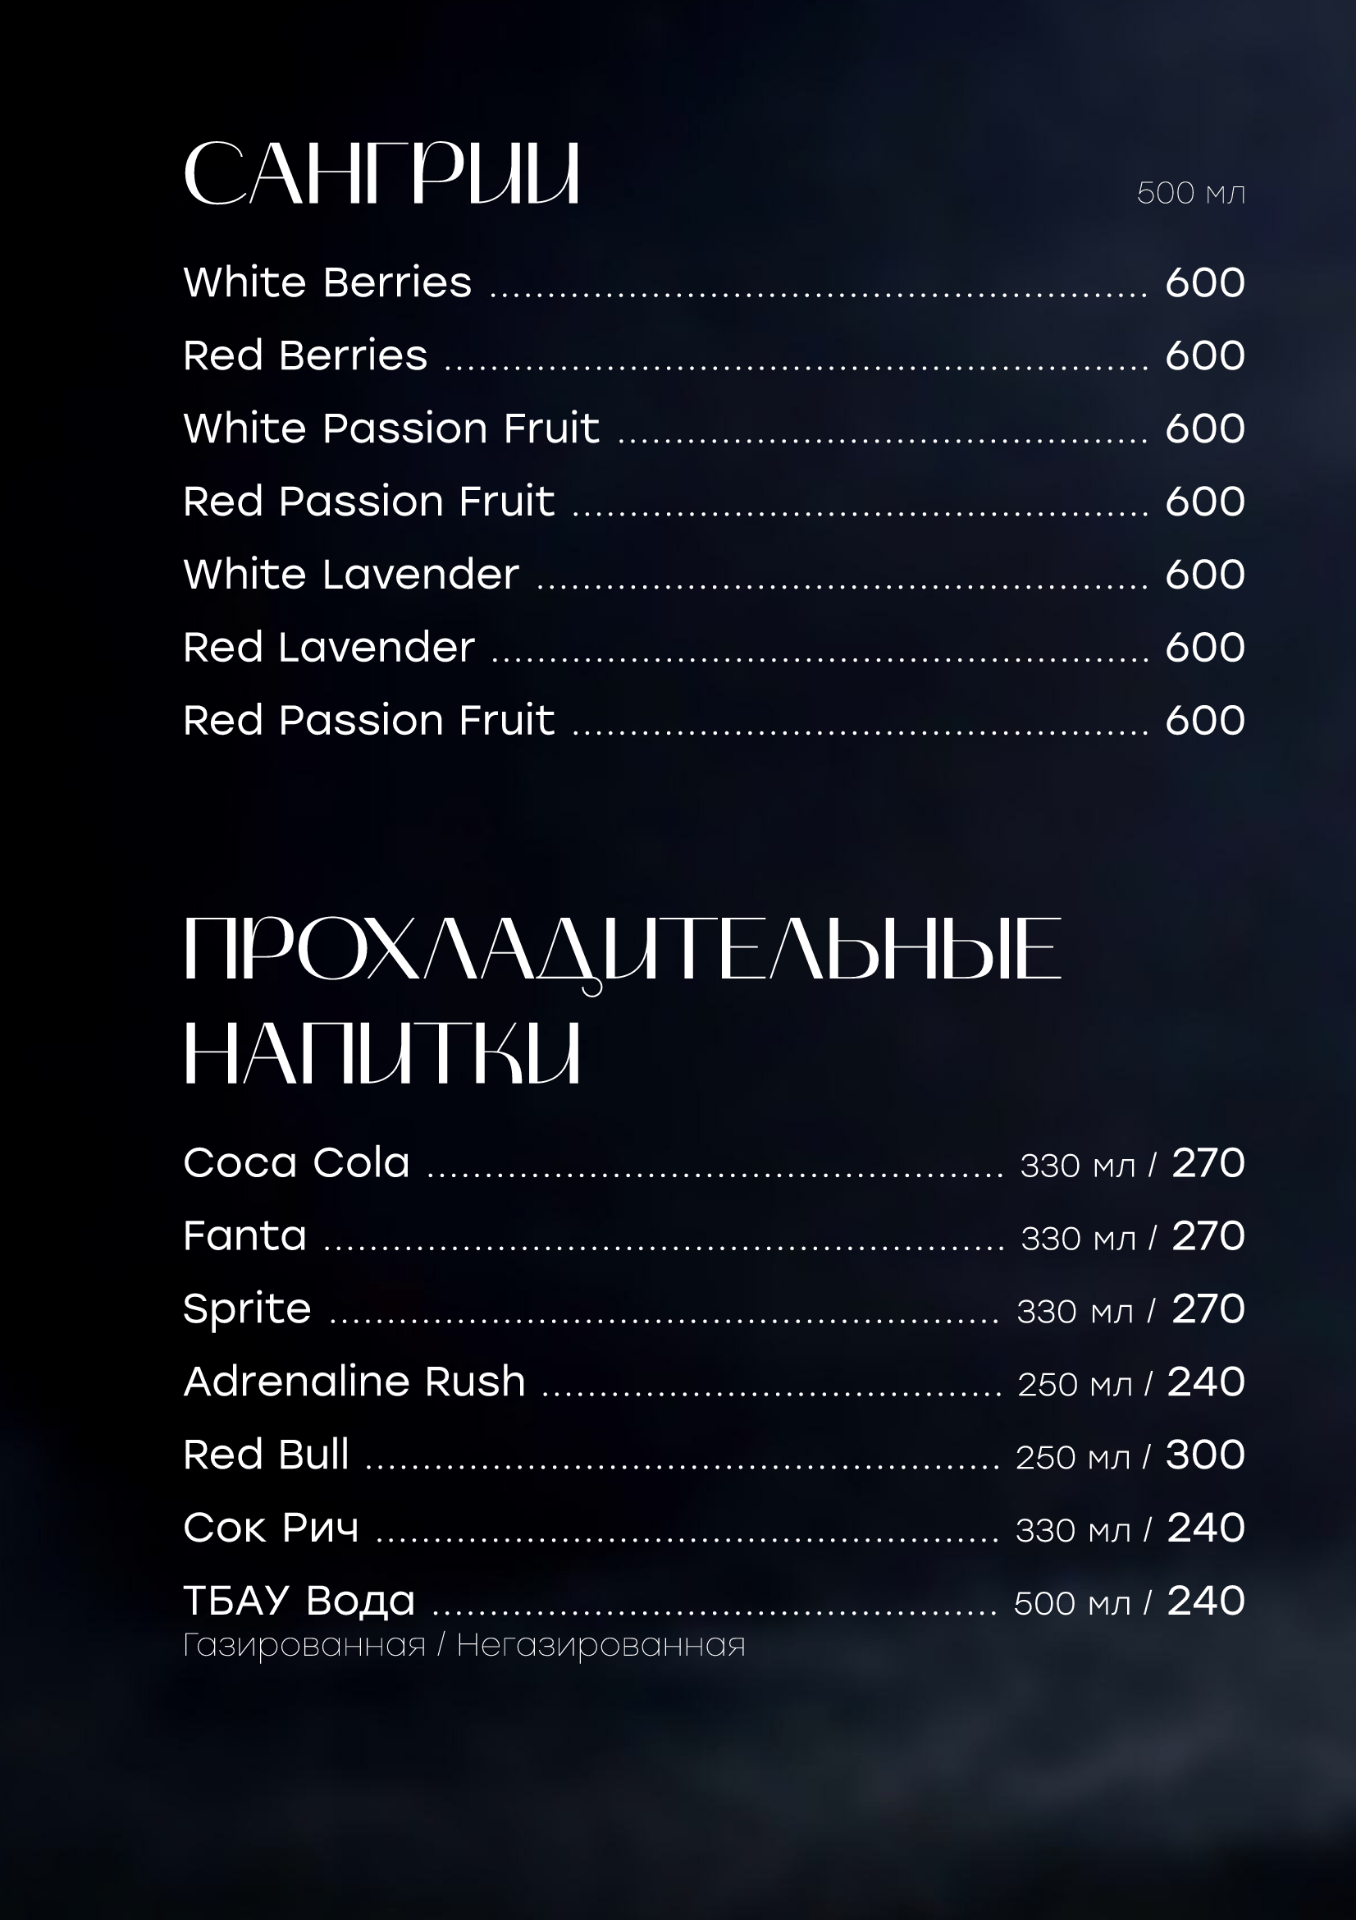 САНГРИИ 500 мл
White Berries ........................................................ 600
Red Berries ............................................................ 600
White Passion Fruit ............................................. 600
Red Passion Fruit ................................................. 600
White Lavender .................................................... 600
Red Lavender ........................................................ 600
Red Passion Fruit ................................................. 600
ПРОХЛАДИТЕЛЬНЫЕ
НАПИТКИ
Coca Cola ................................................. 330 мл / 270
Fanta .......................................................... 330 мл / 270
Sprite ......................................................... 330 мл / 270
Adrenaline Rush ....................................... 250 мл / 240
Red Bull ...................................................... 250 мл / 300
Сок Рич ..................................................... 330 мл / 240
ТБАУ Вода ................................................ 500 мл / 240
Газированная / Негазированная